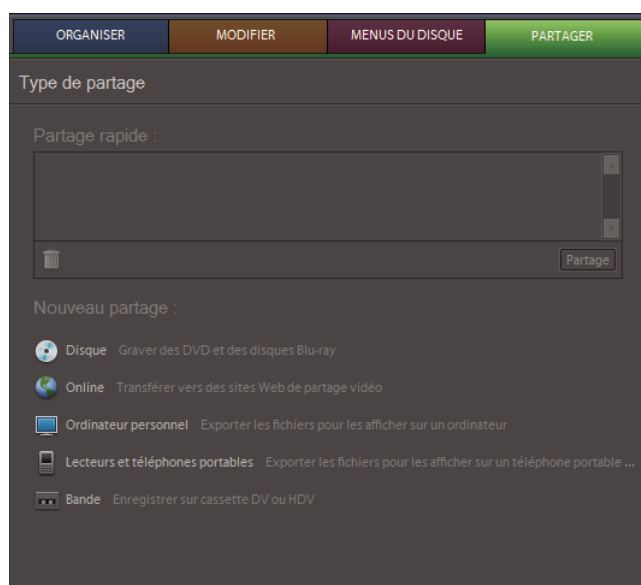 ORGANISER MODIFIER MENUS DU DISQUE PARTAGER
Type de partage
Partage rapide :
Partage
Nouveau partage :
Disque Graver des DVD et des disques Blu-ray
Online Transférer vers des sites Web de partage vidéo
Ordinateur personnel Exporter les fichiers pour les afficher sur un ordinateur
Lecteurs et téléphones portables Exporter les fichiers pour les afficher sur un téléphone portable ...
Bande Enregistrer sur cassette DV ou HDV